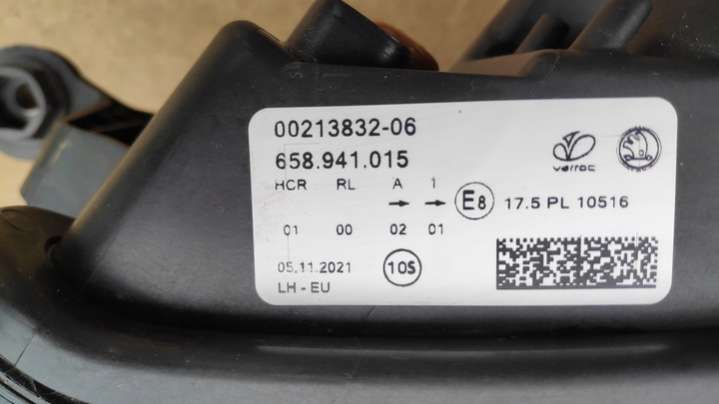 00213832-06
658.941.015
HCR RL A 1
→ →
01 00 02 01
05.11.2021 10S
LH - EU
varroc
E8 17.5 PL 10516